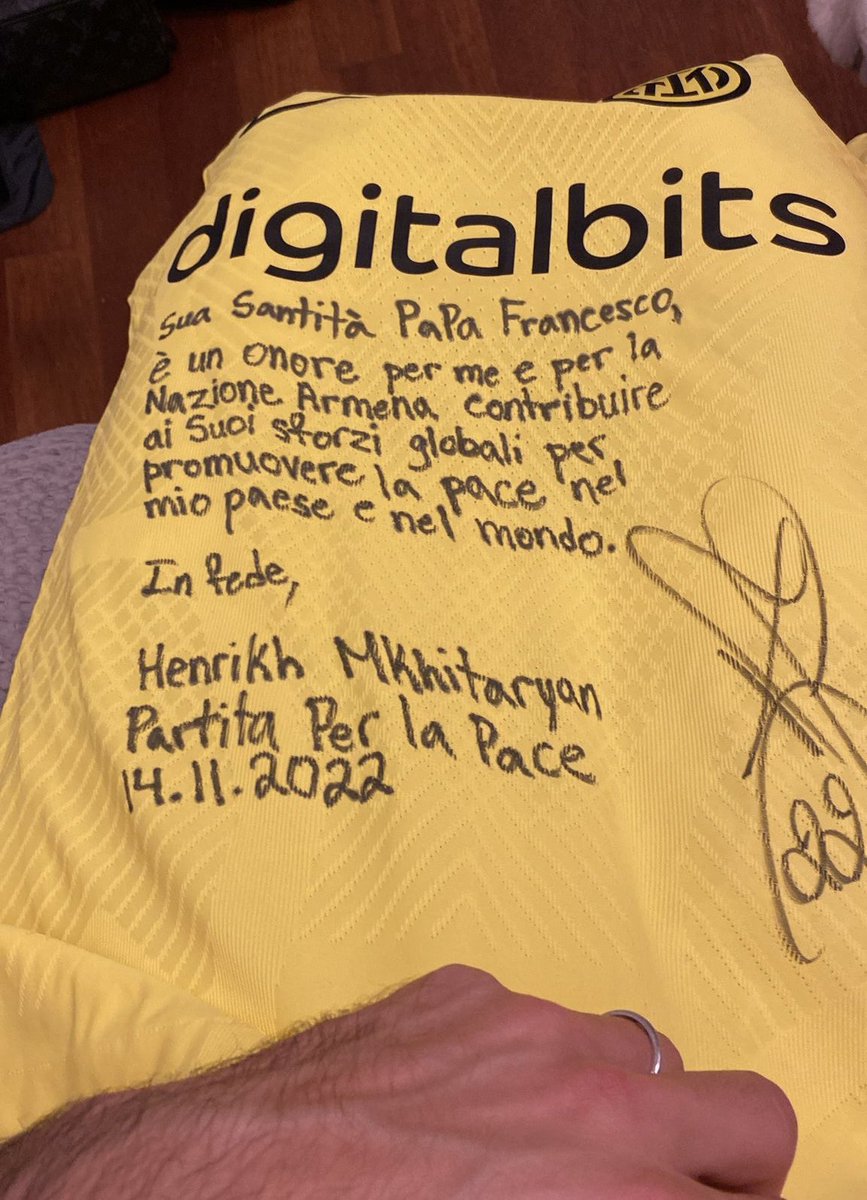 digitalbits
Sua Santità PaPa Francesco,
è un onore per me e per la
Nazione Armena contribuire
ai Suoi sforzi globali per
promuovere la pace nel
mio paese e nel mondo.
In fede,
Henrikh Mkhitaryan
Partita Per la Pace
14.11.2022